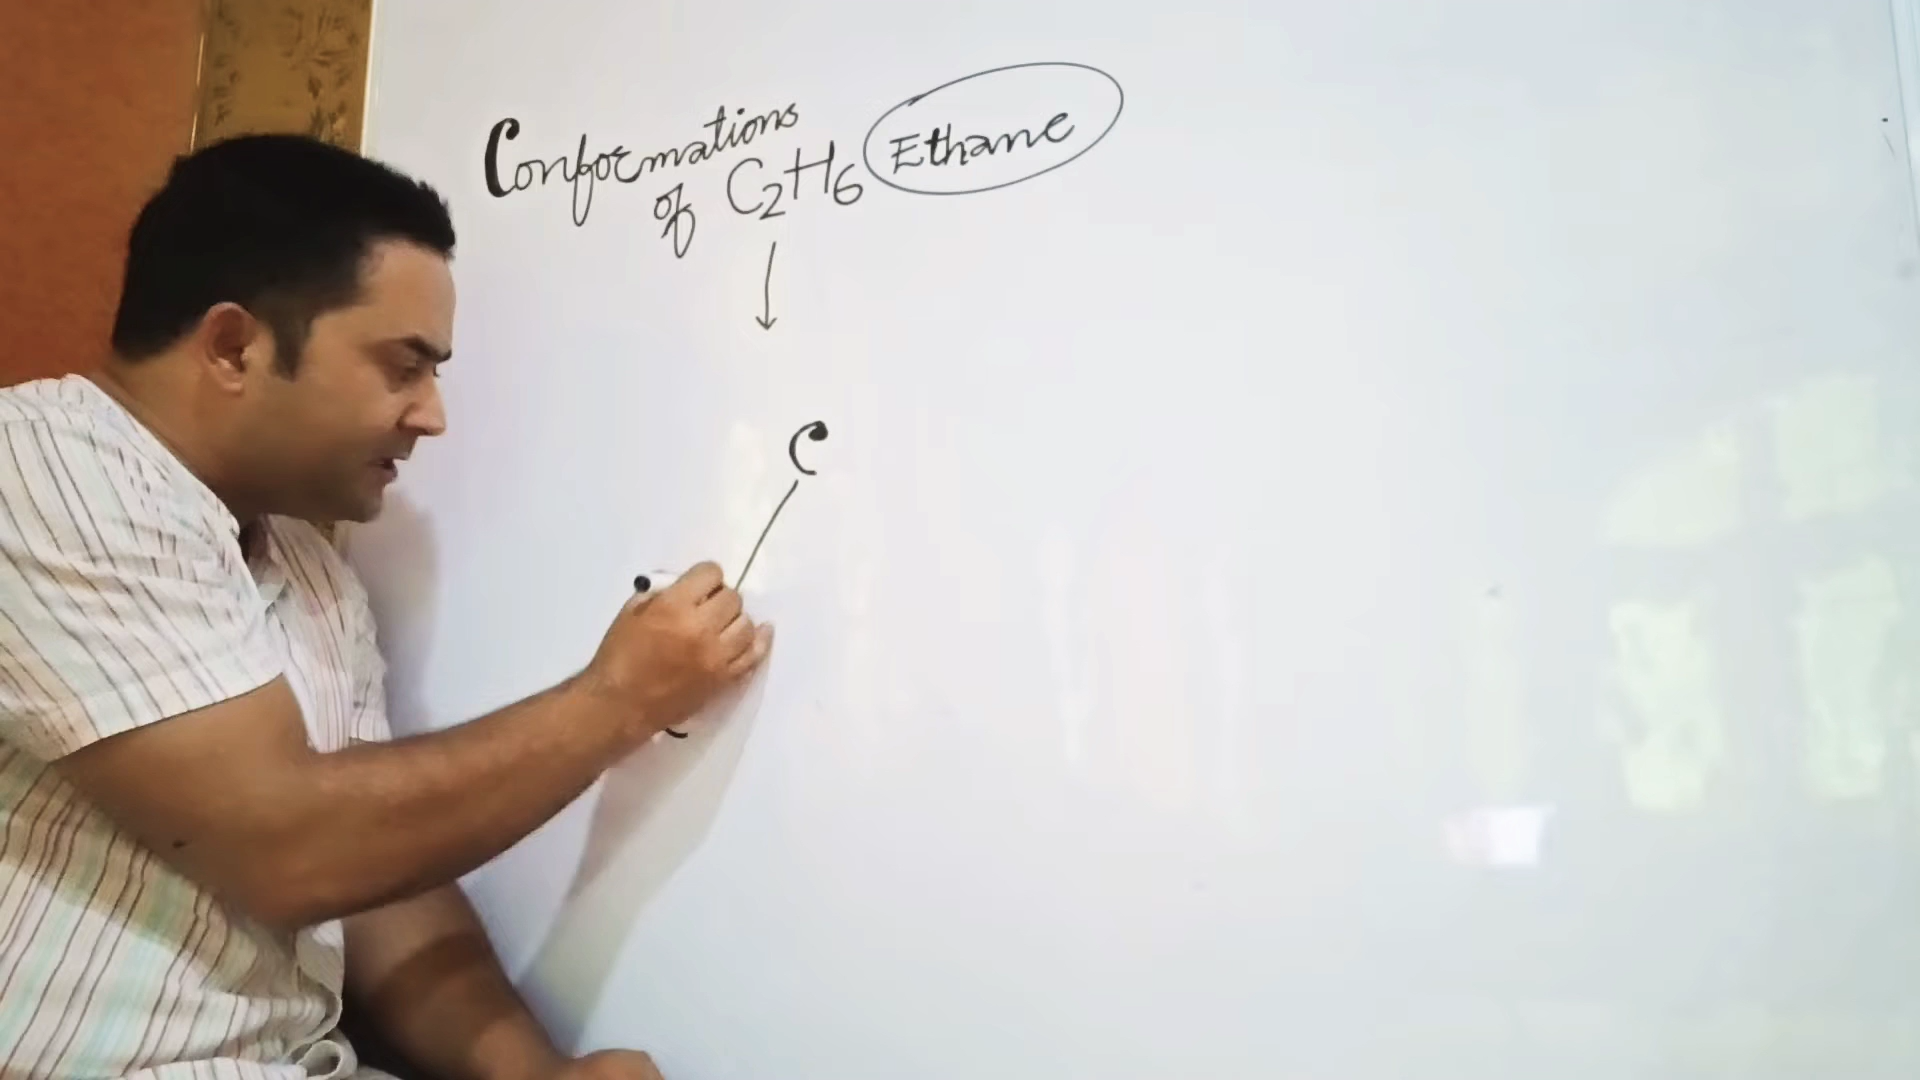 Conformations
of C₂H₆ Ethane
C